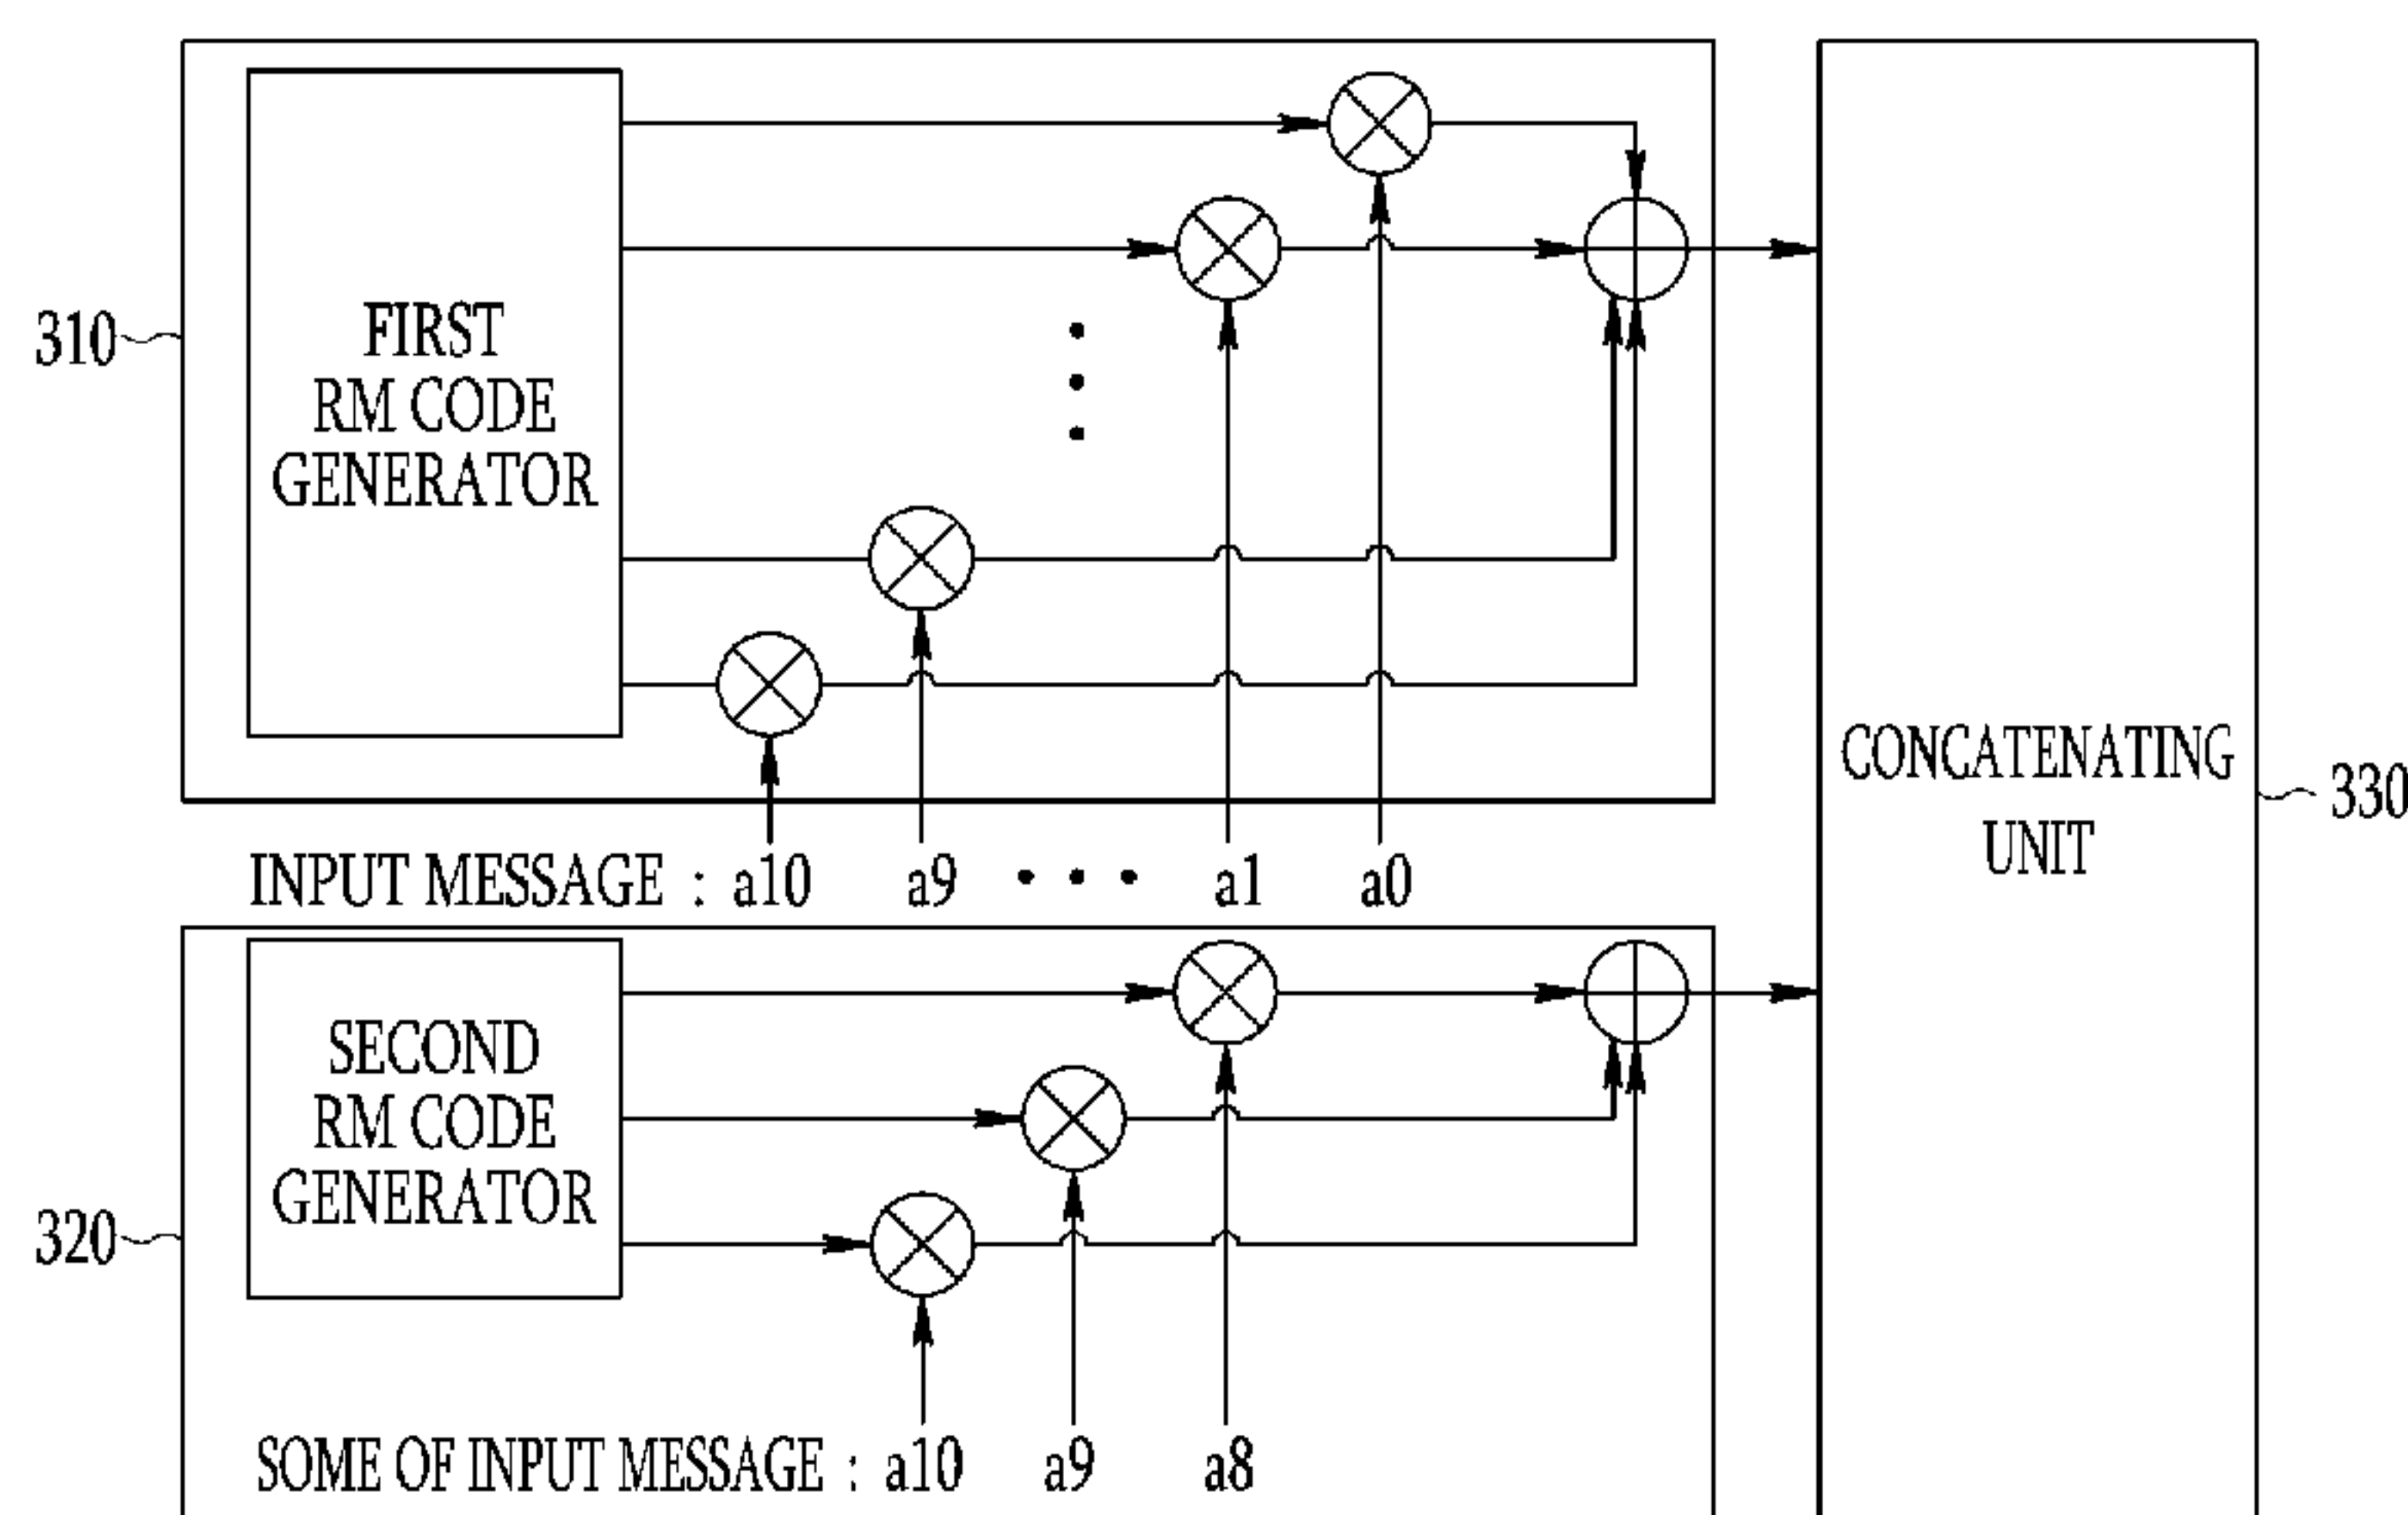 310
FIRST
RM CODE
GENERATOR
INPUT MESSAGE : a10 a9 • • • a1 a0
CONCATENATING
UNIT
330
320
SECOND
RM CODE
GENERATOR
SOME OF INPUT MESSAGE : a10 a9 a8